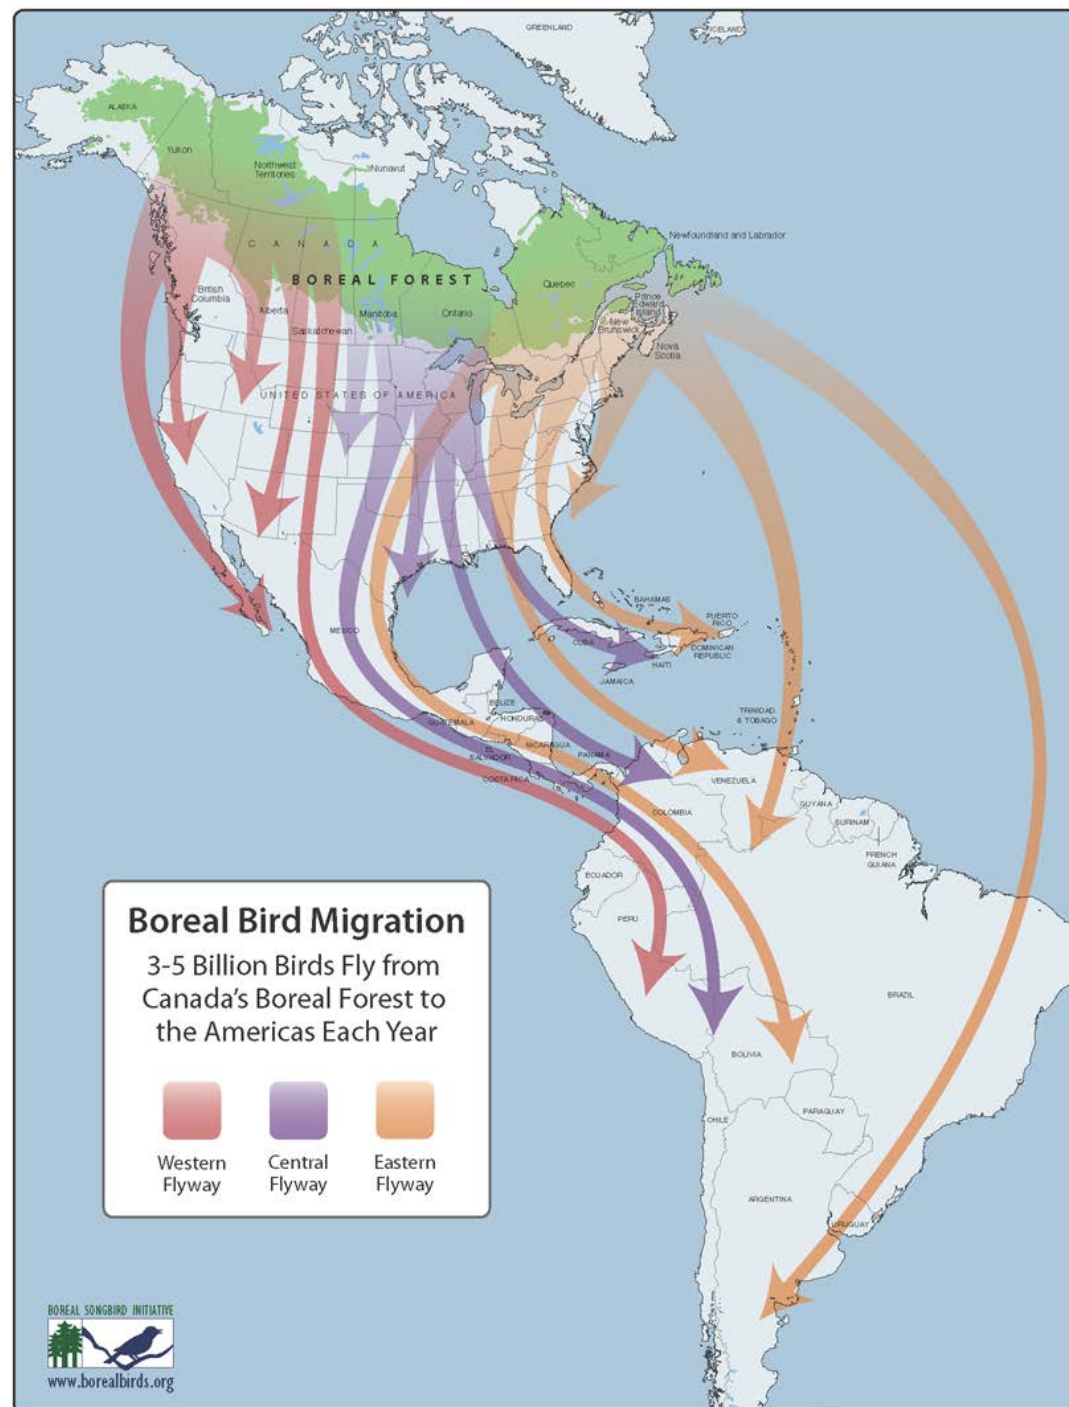 GREENLAND
ICELAND
ALASKA
Yukon
Northwest
Territories
Nunavut
Newfoundland and Labrador
CANADA
BOREAL FOREST
Quebec
British
Columbia
Alberta
Saskatchewan
Manitoba
Ontario
Prince
Edward
Island
New
Brunswick
Nova
Scotia
UNITED STATES OF AMERICA
BAHAMAS
MEXICO
CUBA
PUERTO
RICO
DOMINICAN
REPUBLIC
HAITI
JAMAICA
BELIZE
GUATEMALA
HONDURAS
EL
SALVADOR
NICARAGUA
COSTA RICA
PANAMA
TRINIDAD
& TOBAGO
VENEZUELA
COLOMBIA
GUYANA
SURINAM
FRENCH
GUIANA
ECUADOR
PERU
BRAZIL
BOLIVIA
PARAGUAY
CHILE
ARGENTINA
URUGUAY
Boreal Bird Migration
3-5 Billion Birds Fly from
Canada's Boreal Forest to
the Americas Each Year
Western
Flyway
Central
Flyway
Eastern
Flyway
BOREAL SONGBIRD INITIATIVE
www.borealbirds.org